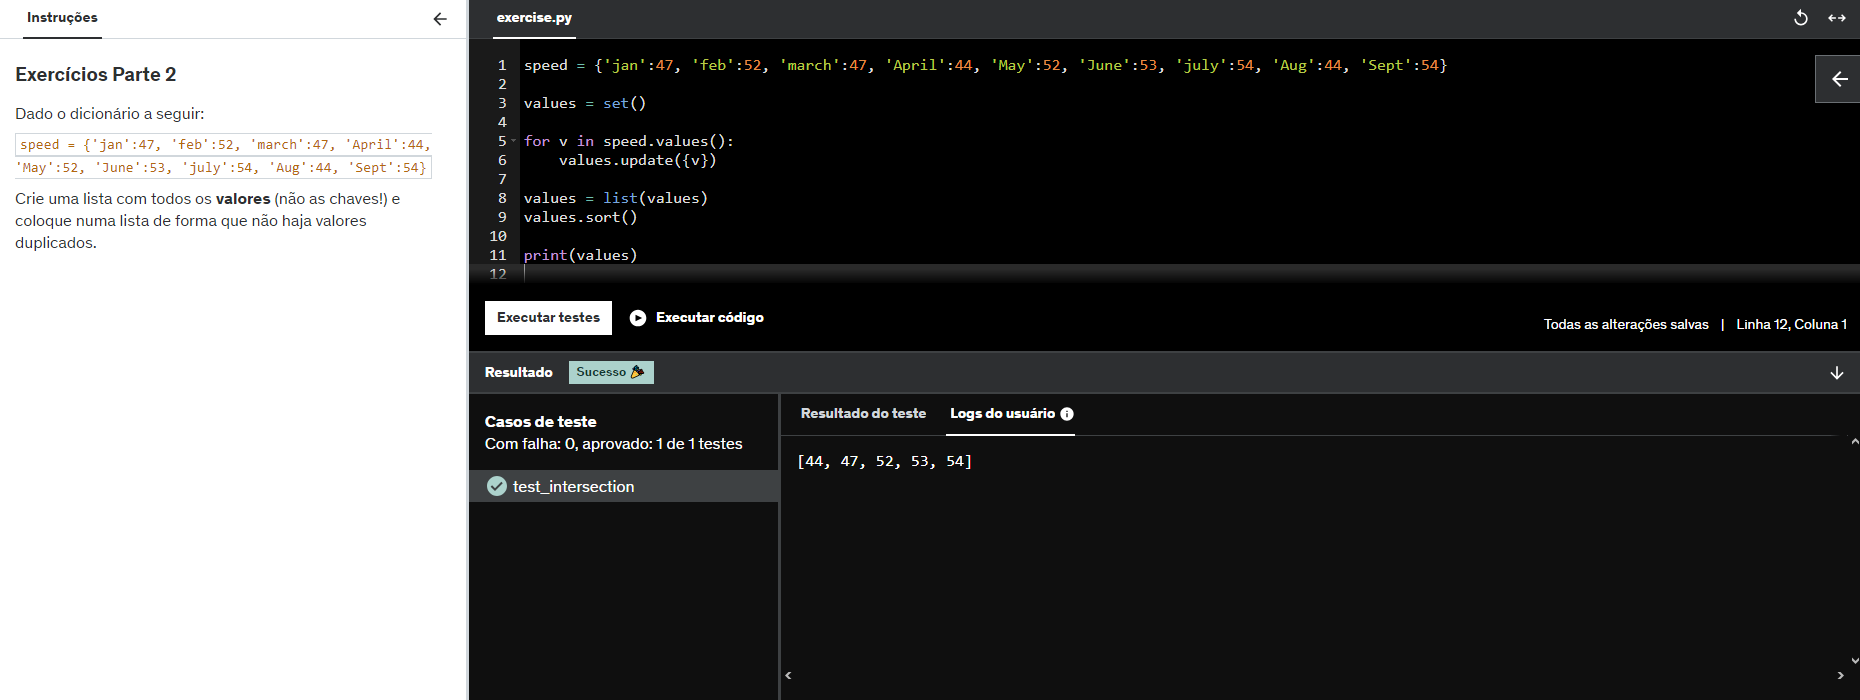 Instruções
Exercícios Parte 2
Dado o dicionário a seguir:
speed = {'jan':47, 'feb':52, 'march':47, 'April':44,
'May':52, 'June':53, 'july':54, 'Aug':44, 'Sept':54}
Crie uma lista com todos os valores (não as chaves!) e
coloque numa lista de forma que não haja valores
duplicados.
exercise.py
1 speed = {'jan':47, 'feb':52, 'march':47, 'April':44, 'May':52, 'June':53, 'july':54, 'Aug':44, 'Sept':54}
2
3 values = set()
4
5 for v in speed.values():
6     values.update({v})
7
8 values = list(values)
9 values.sort()
10
11 print(values)
12
Executar testes
Executar código
Todas as alterações salvas | Linha 12, Coluna 1
Resultado
Sucesso
Casos de teste
Com falha: 0, aprovado: 1 de 1 testes
test_intersection
Resultado do teste
Logs do usuário
[44, 47, 52, 53, 54]